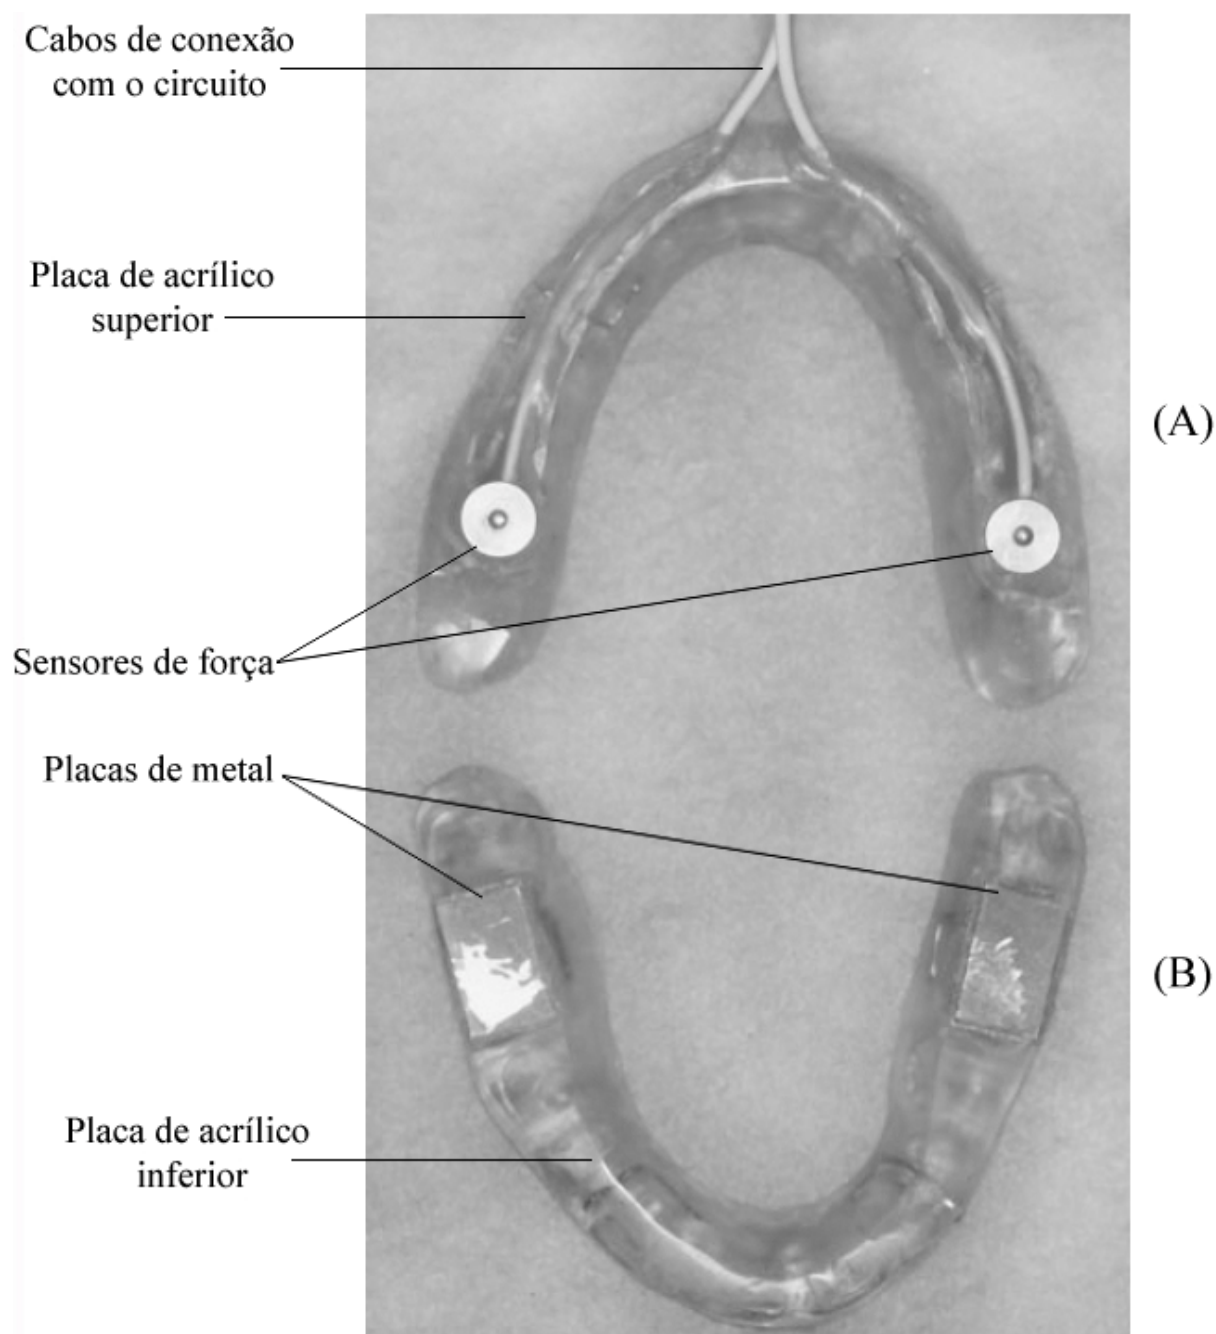 Cabos de conexão
com o circuito
Placa de acrílico
superior
(A)
Sensores de força
Placas de metal
(B)
Placa de acrílico
inferior